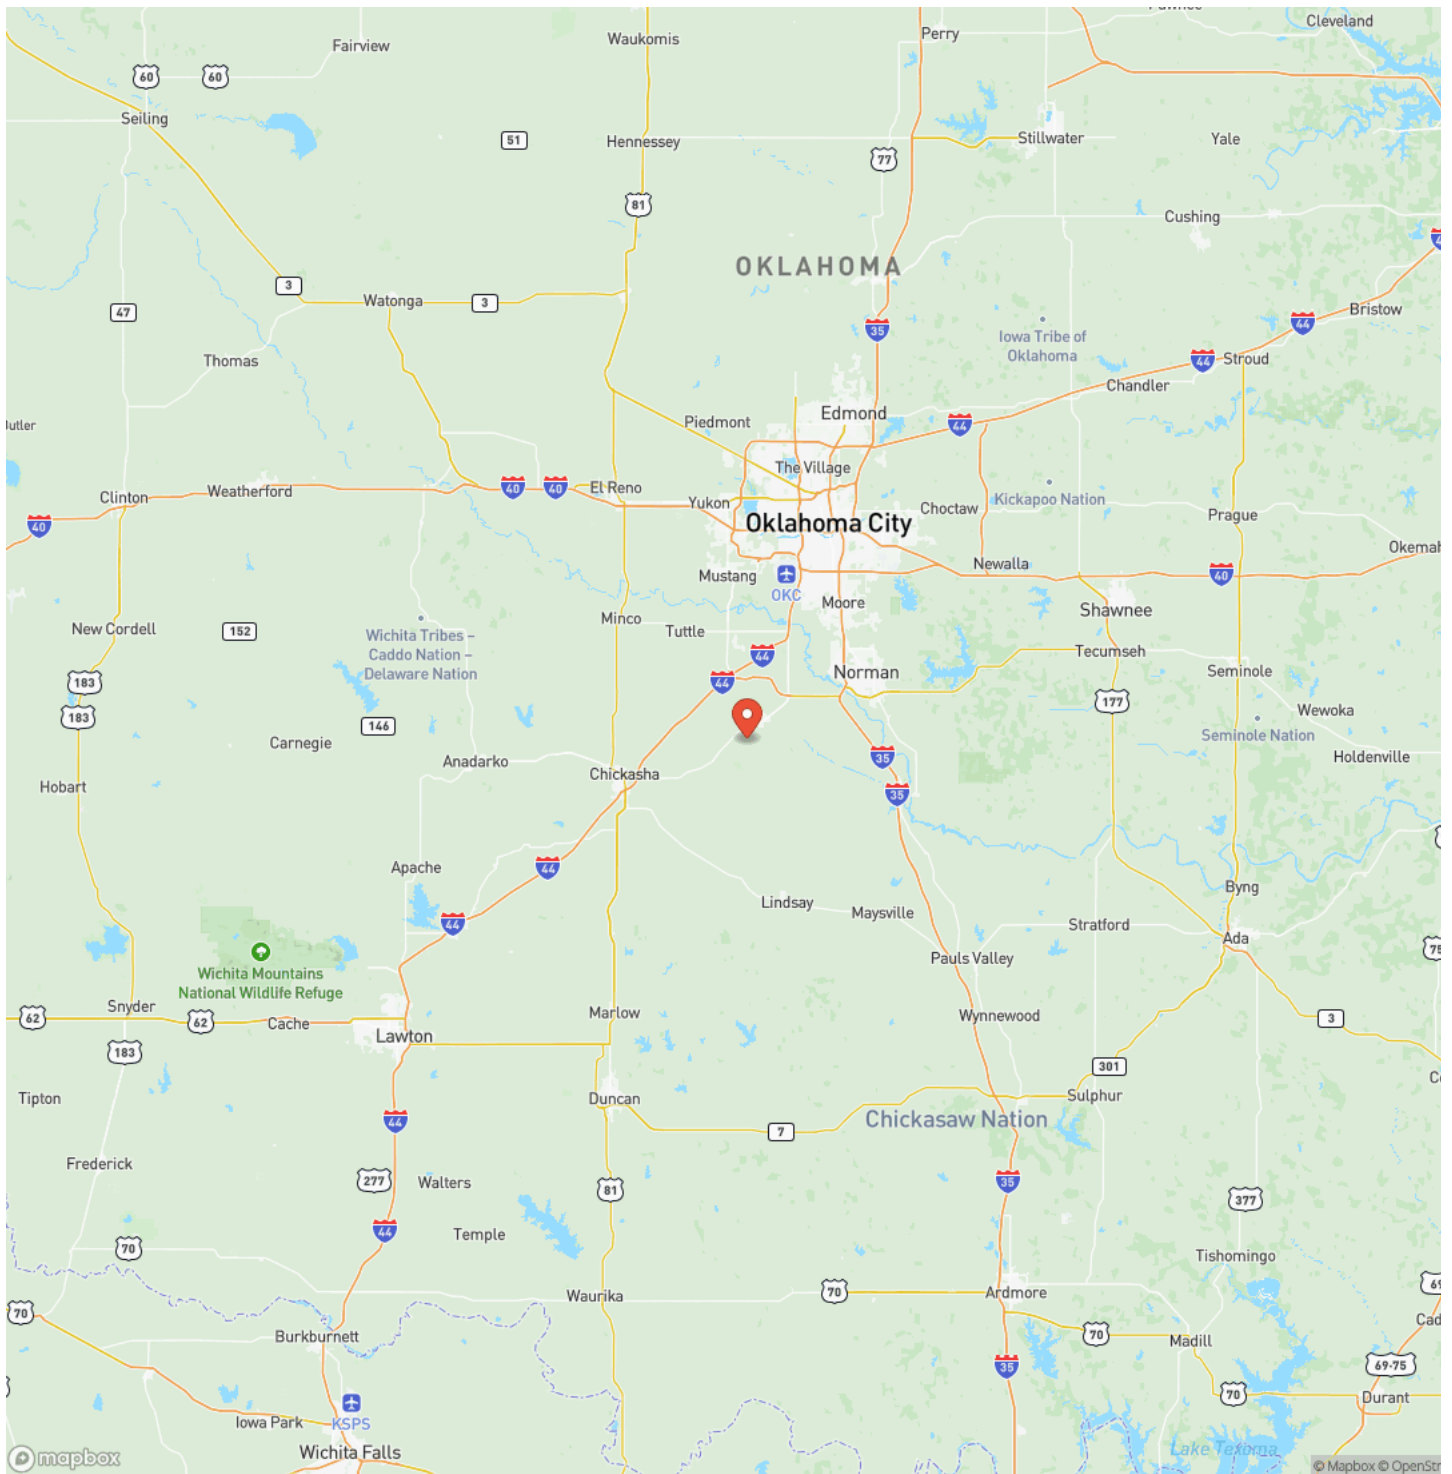 Pawnee
Cleveland
Waukomis
Perry
Fairview
60
60
Seiling
51
Hennessey
77
Stillwater
Yale
81
Cushing
OKLAHOMA
3
Watonga
3
47
35
Iowa Tribe of
Oklahoma
44
Bristow
44
Stroud
Thomas
Chandler
Piedmont
Edmond
44
The Village
Weatherford
40
40
El Reno
Yukon
Clinton
40
Choctaw
Kickapoo Nation
Prague
Oklahoma City
Okemah
Newalla
40
Mustang
OKC
Moore
Shawnee
Minco
Tuttle
New Cordell
152
Wichita Tribes –
Caddo Nation –
Delaware Nation
44
44
Norman
Tecumseh
Seminole
183
183
177
Wewoka
146
Seminole Nation
Carnegie
Anadarko
Chickasha
35
35
Holdenville
Hobart
Apache
44
44
Lindsay
Maysville
Byng
Stratford
Ada
75
Pauls Valley
Wichita Mountains
National Wildlife Refuge
Snyder
62
62
Cache
Lawton
Marlow
Wynnewood
3
183
301
Tipton
Duncan
Sulphur
44
7
Chickasaw Nation
Frederick
277
Walters
81
35
377
44
Temple
70
Tishomingo
Waurika
70
Ardmore
70
69
Burkburnett
70
Madill
35
69-75
70
Durant
KSPS
Iowa Park
Wichita Falls
Lake Texoma
mapbox
© Mapbox © OpenStr